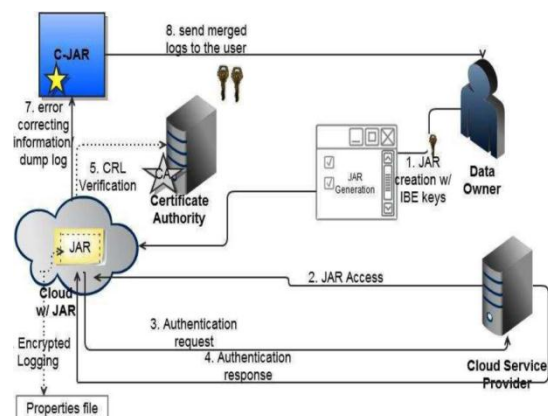 8. send merged
logs to the user
C-JAR
7. error
correcting
information/
dump log
5. CRL
Verification
CA
Certificate
Authority
JAR
Generation
1. JAR
creation w/
IBE keys
Data
Owner
JAR
Cloud
w/ JAR
2. JAR Access
3. Authentication
request
4. Authentication
response
Cloud Service
Provider
Encrypted
Logging
Properties file